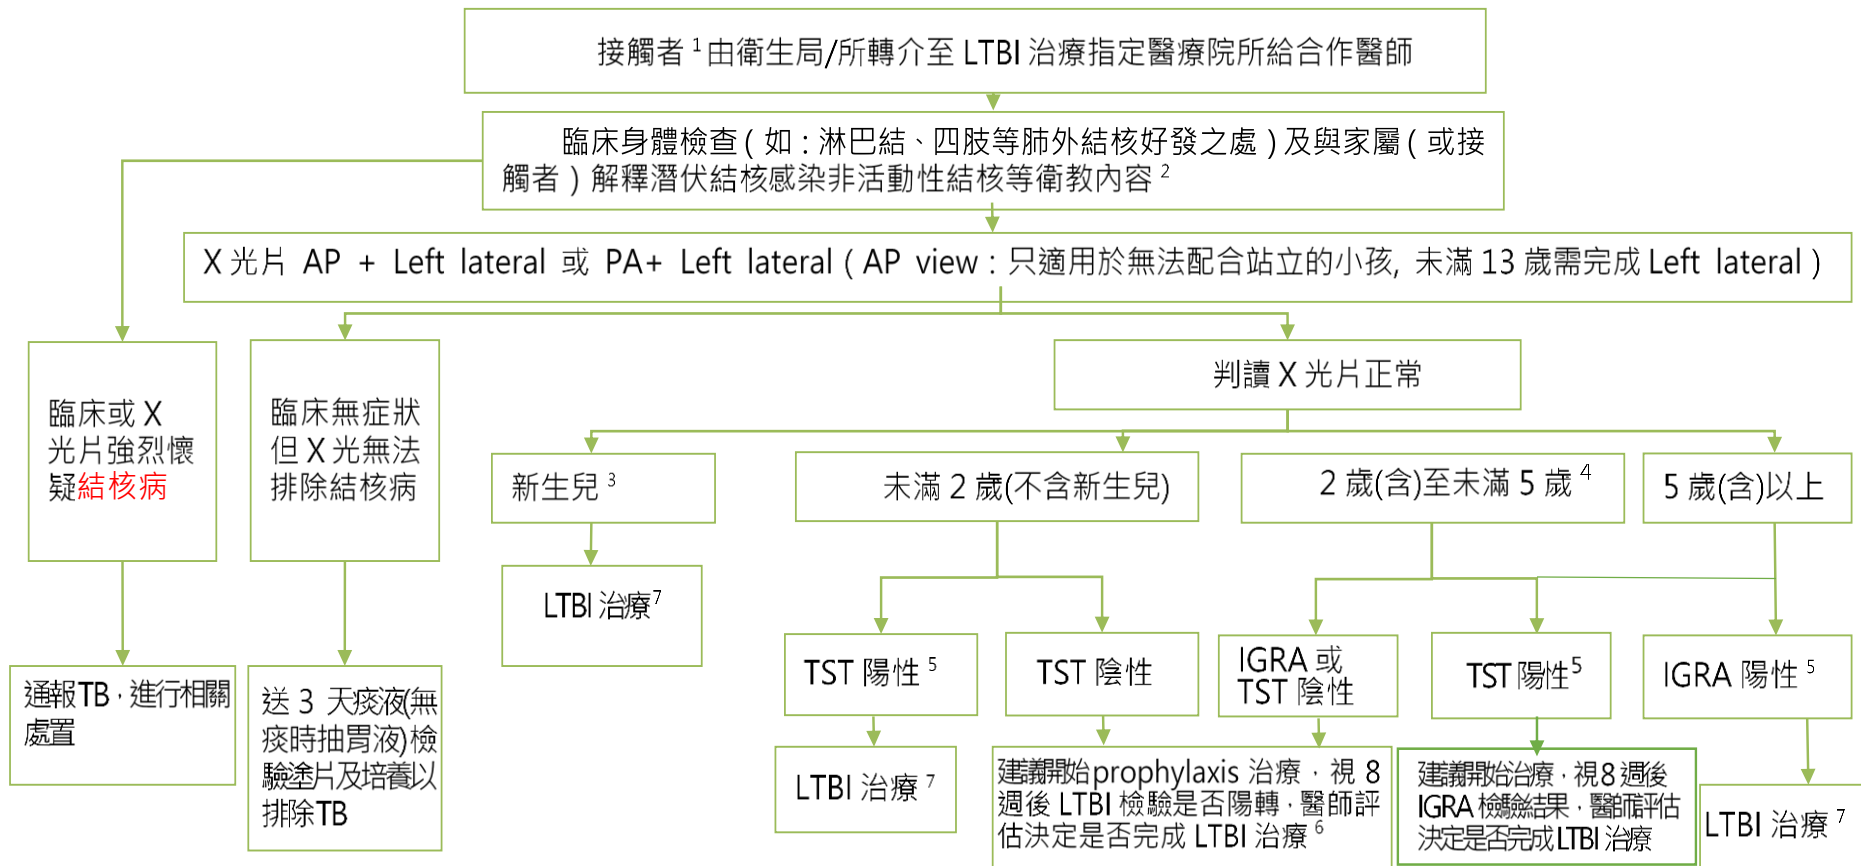 接觸者1由衛生局/所轉介至 LTBI 治療指定醫療院所給合作醫師
臨床身體檢查(如:淋巴結、四肢等肺外結核好發之處)及與家屬(或接
觸者)解釋潛伏結核感染非活動性結核等衛教內容2
X 光片 AP + Left lateral 或 PA+ Left lateral(AP view:只適用於無法配合站立的小孩, 未滿 13 歲需完成 Left lateral)
臨床或 X
光片強烈懷
疑結核病
臨床無症狀
但 X 光無法
排除結核病
判讀 X 光片正常
新生兒3
未滿 2 歲(不含新生兒)
2 歲(含)至未滿 5 歲4
5 歲(含)以上
LTBI 治療7
TST 陽性5
TST 陰性
IGRA 或
TST 陰性
TST 陽性5
IGRA 陽性5
通報TB,進行相關
處置
送 3 天痰液(無
痰時抽胃液)檢
驗塗片及培養以
排除TB
LTBI 治療7
建議開始prophylaxis 治療,視 8
週後 LTBI 檢驗是否陽轉,醫師評
估決定是否完成 LTBI 治療6
建議開始治療,視8 週後
IGRA 檢驗結果,醫師評估
決定是否完成LTBI 治療
LTBI 治療7